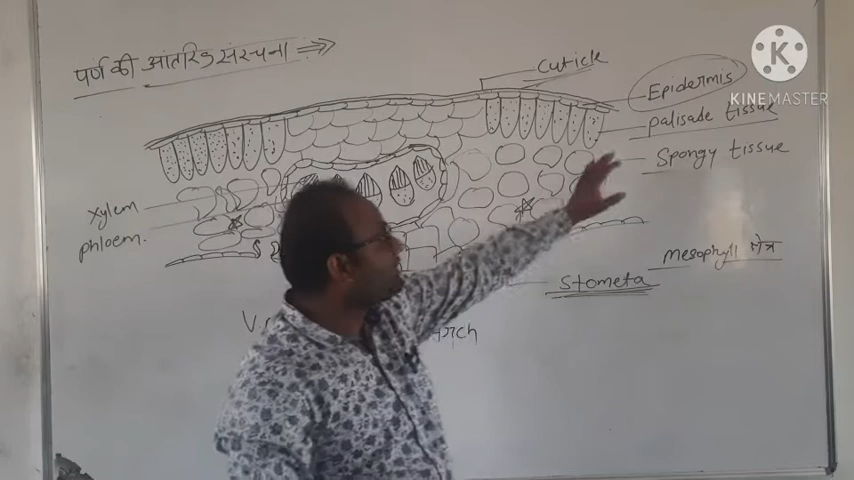 पर्ण की आंतरिक संरचना
Cuticle
Epidermis
palisade tissue
Spongy tissue
xylem
phloem.
mesophyll क्षेत्र
Stometa
K
KINEMASTER